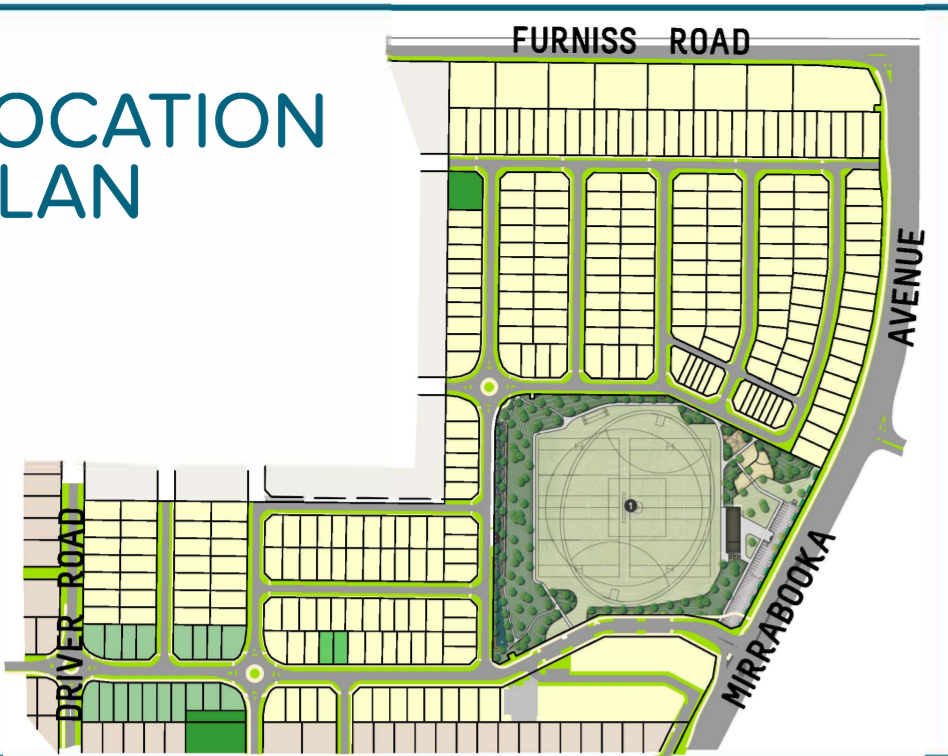 OCATION
LAN
FURNISS ROAD
AVENUE
MIRRABOOKA
DRIVER ROAD
1